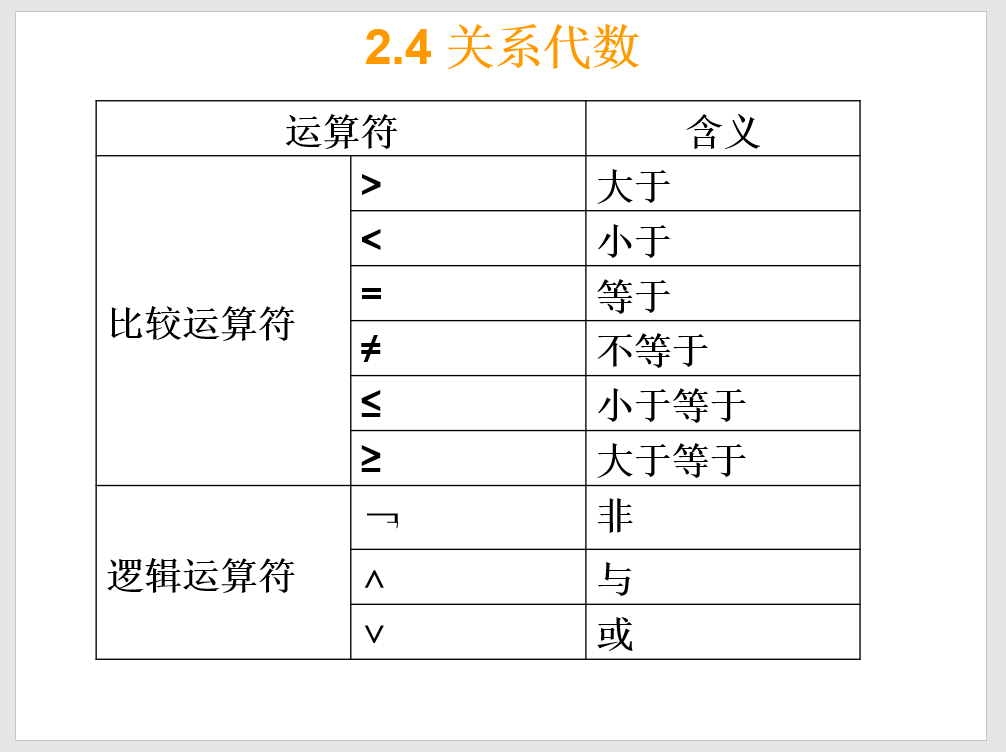 2.4 关系代数
运算符 含义
比较运算符 > 大于
< 小于
= 等于
≠ 不等于
≤ 小于等于
≥ 大于等于
逻辑运算符 ﹁ 非
∧ 与
∨ 或